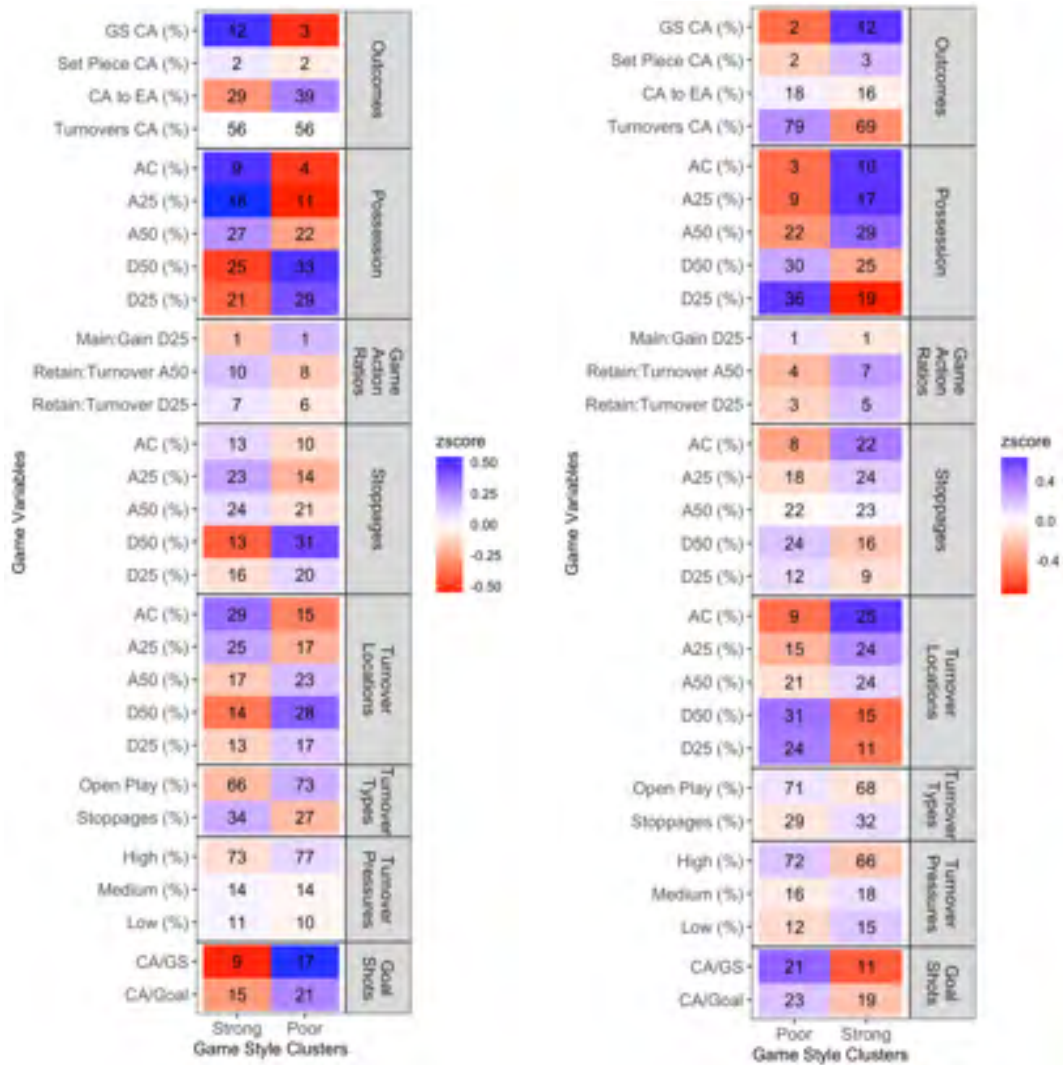 GS CA (%) 12 3
Set Piece CA (%) 2 2
CA to EA (%) 29 39
Turnovers CA (%) 56 56
Outcomes
AC (%) 9 4
A25 (%) 16 11
A50 (%) 27 22
D50 (%) 25 33
D25 (%) 21 29
Possession
Main:Gain D25 1 1
Retain:Turnover A50 10 8
Retain:Turnover D25 7 6
Game
Action
Ratios
AC (%) 13 10
A25 (%) 23 14
A50 (%) 24 21
D50 (%) 13 31
D25 (%) 16 20
Stoppages
AC (%) 29 15
A25 (%) 25 17
A50 (%) 17 23
D50 (%) 14 28
D25 (%) 13 17
Turnover
Locations
Open Play (%) 66 73
Stoppages (%) 34 27
Turnover
Types
High (%) 73 77
Medium (%) 14 14
Low (%) 11 10
Turnover
Pressures
CA/GS 9 17
CA/Goal 15 21
Goal
Shots
Strong Poor
Game Style Clusters
Game Variables
zscore
0.50
0.25
0.00
-0.25
-0.50
GS CA (%) 2 12
Set Piece CA (%) 2 3
CA to EA (%) 18 16
Turnovers CA (%) 79 69
Outcomes
AC (%) 3 10
A25 (%) 9 17
A50 (%) 22 29
D50 (%) 30 25
D25 (%) 36 19
Possession
Main:Gain D25 1 1
Retain:Turnover A50 4 7
Retain:Turnover D25 3 5
Game
Action
Ratios
AC (%) 8 22
A25 (%) 18 24
A50 (%) 22 23
D50 (%) 24 16
D25 (%) 12 9
Stoppages
AC (%) 9 25
A25 (%) 15 24
A50 (%) 21 24
D50 (%) 31 15
D25 (%) 24 11
Turnover
Locations
Open Play (%) 71 68
Stoppages (%) 29 32
Turnover
Types
High (%) 72 66
Medium (%) 16 18
Low (%) 12 15
Turnover
Pressures
CA/GS 21 11
CA/Goal 23 19
Goal
Shots
Poor Strong
Game Style Clusters
Game Variables
zscore
0.4
0.0
-0.4